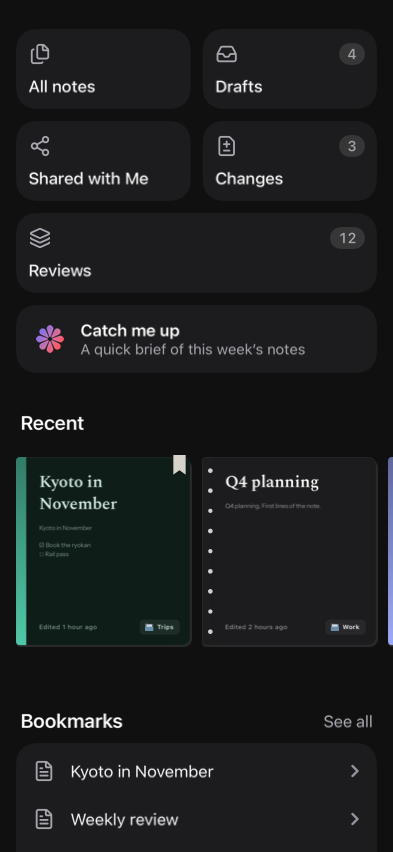 All notes
Drafts
4
Shared with Me
Changes
3
Reviews
12
Catch me up
A quick brief of this week's notes
Recent
Kyoto in
November
Kyoto in November
☑ Book the ryokan
□ Rail pass
Edited 1 hour ago
Trips
Q4 planning
Q4 planning. First lines of the note.
Edited 2 hours ago
Work
Bookmarks
See all
Kyoto in November
Weekly review